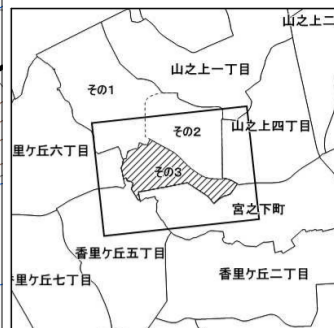 山之上二
山之上一丁目
その1
その2
山之上四丁目
里ケ丘六丁目
その3
宮之下町
香里ケ丘五丁目
里ケ丘七丁目
香里ケ丘二丁目